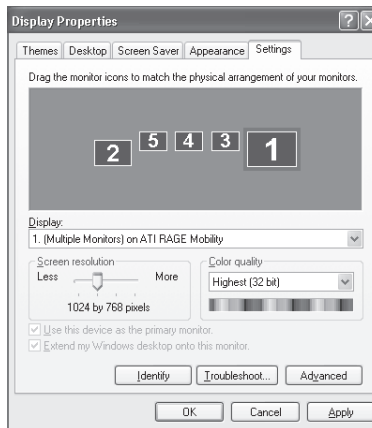 Display Properties
Themes Desktop Screen Saver Appearance Settings
Drag the monitor icons to match the physical arrangement of your monitors.
2 5 4 3 1
Display:
1. (Multiple Monitors) on ATI RAGE Mobility
Screen resolution Color quality
Less More Highest (32 bit)
1024 by 768 pixels
Use this device as the primary monitor.
Extend my Windows desktop onto this monitor.
Identify Troubleshoot... Advanced
OK Cancel Apply